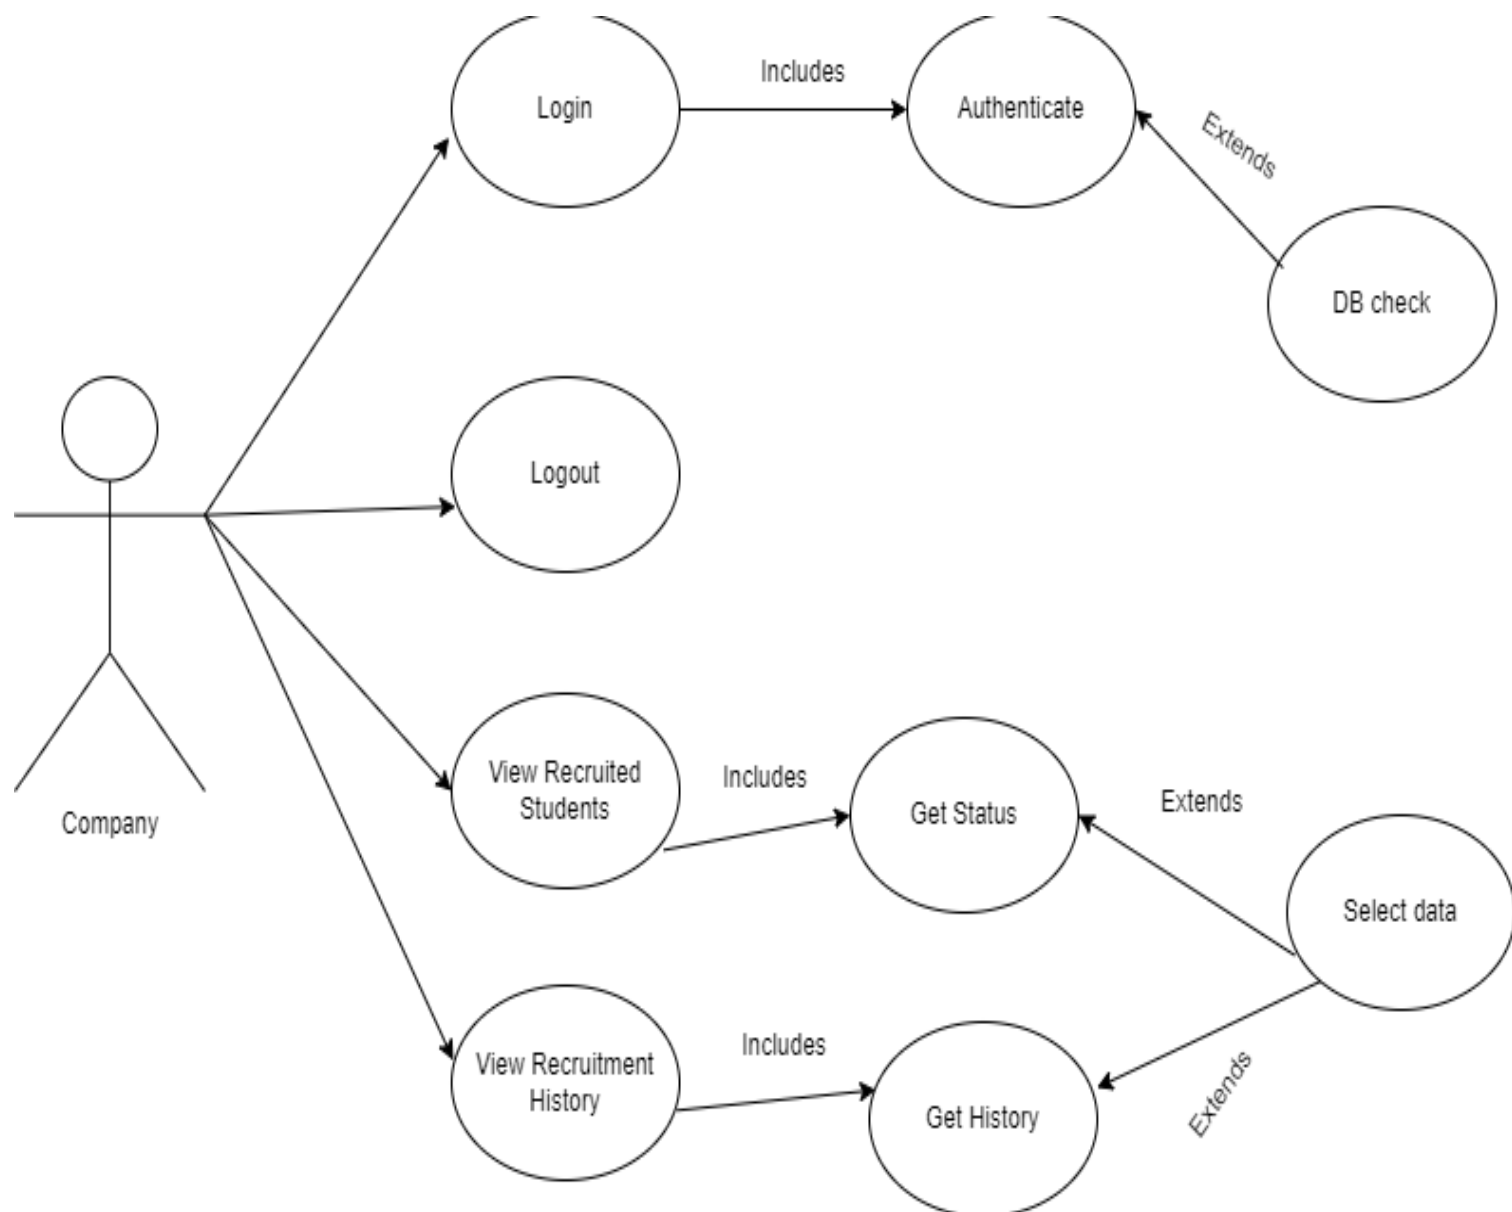 Includes
Login
Authenticate
Extends
DB check
Logout
Company
View Recruited
Students
Includes
Get Status
Extends
Select data
View Recruitment
History
Includes
Get History
Extends